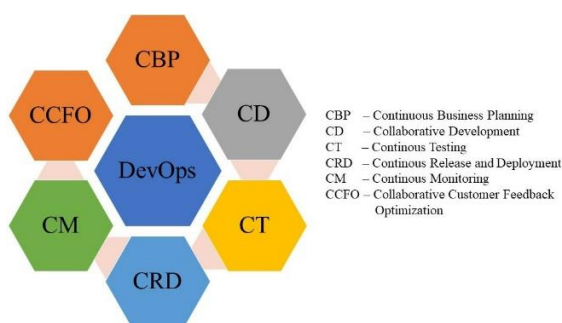 CBP
CCFO
CD
DevOps
CM
CT
CRD
CBP – Continuous Business Planning
CD – Collaborative Development
CT – Continous Testing
CRD – Continous Release and Deployment
CM – Continous Monitoring
CCFO – Collaborative Customer Feedback
Optimization